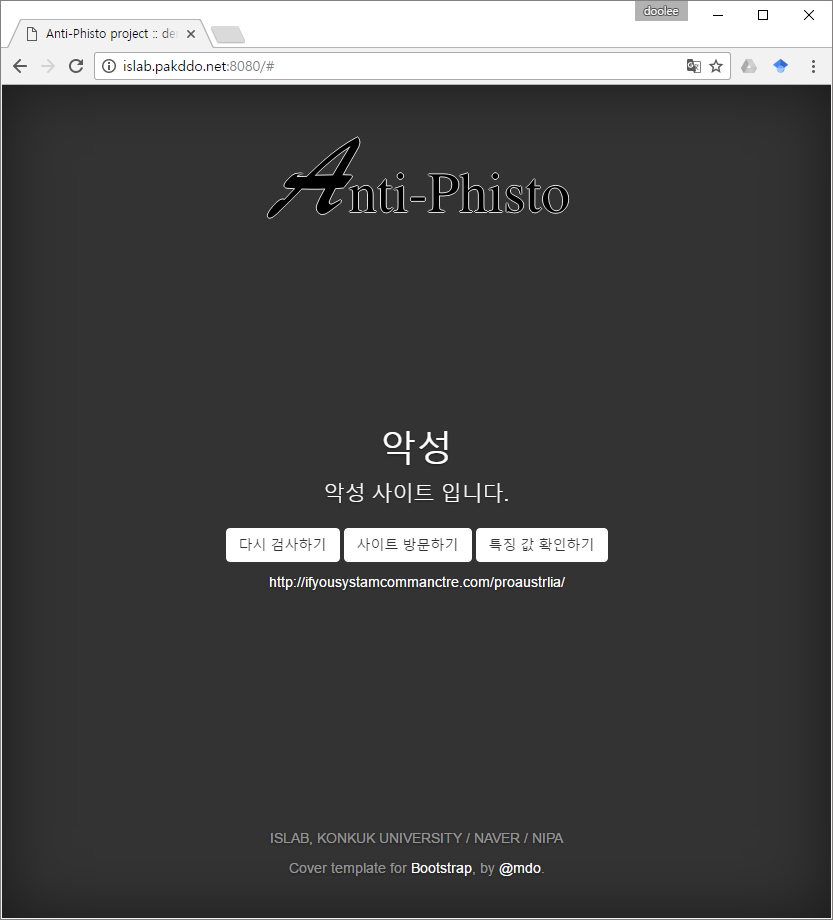 doolee
Anti-Phisto project :: de
islab.pakddo.net:8080/#
Anti-Phisto
악성
악성 사이트 입니다.
다시 검사하기 사이트 방문하기 특징 값 확인하기
http://ifyousystamcommanctre.com/proaustrlia/
ISLAB, KONKUK UNIVERSITY / NAVER / NIPA
Cover template for Bootstrap, by @mdo.